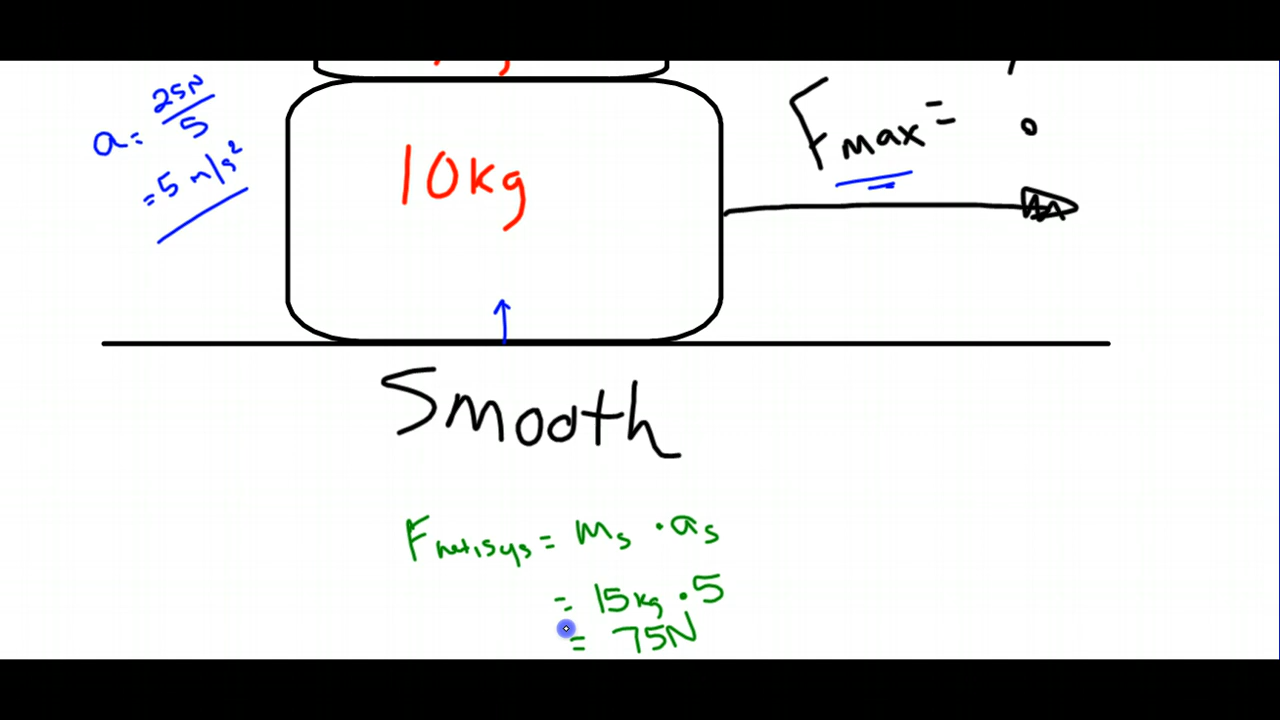 a = 25N/5
= 5 m/s²
10kg
Fmax = ?
Smooth
Fnet,sys = ms · as
= 15kg · 5
= 75N